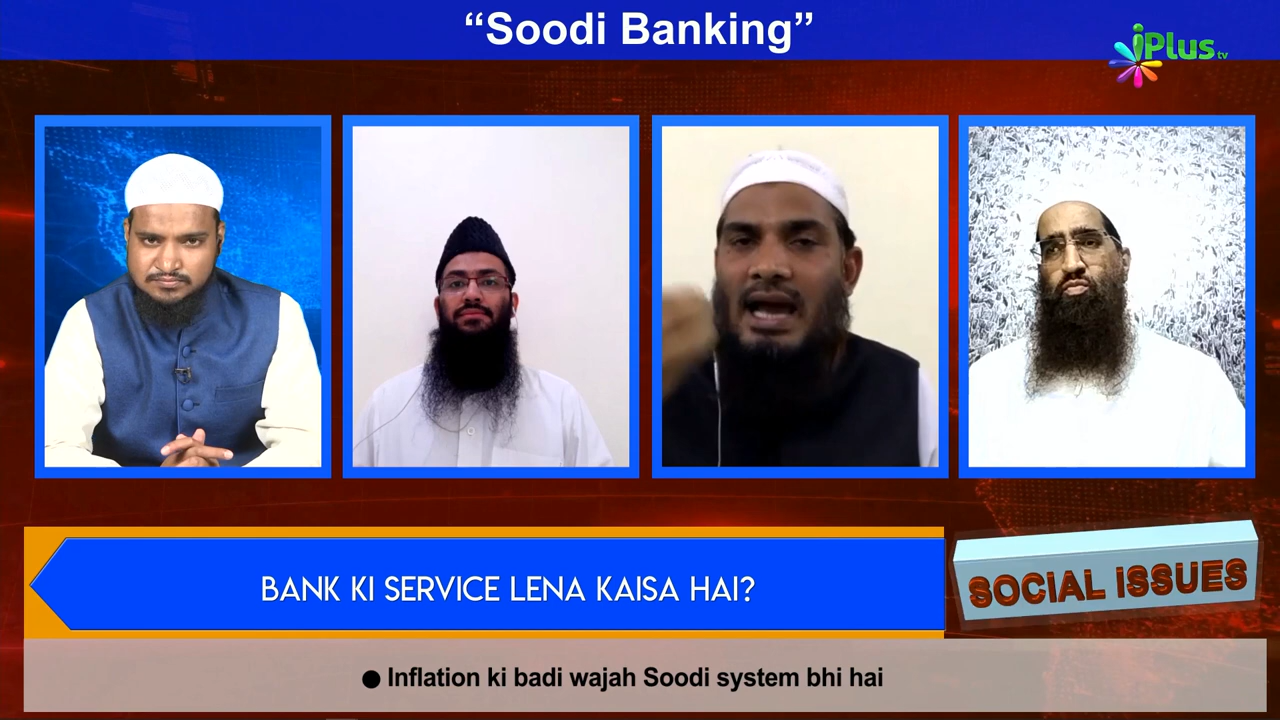 “Soodi Banking”
iPlus tv
BANK KI SERVICE LENA KAISA HAI?
SOCIAL ISSUES
● Inflation ki badi wajah Soodi system bhi hai